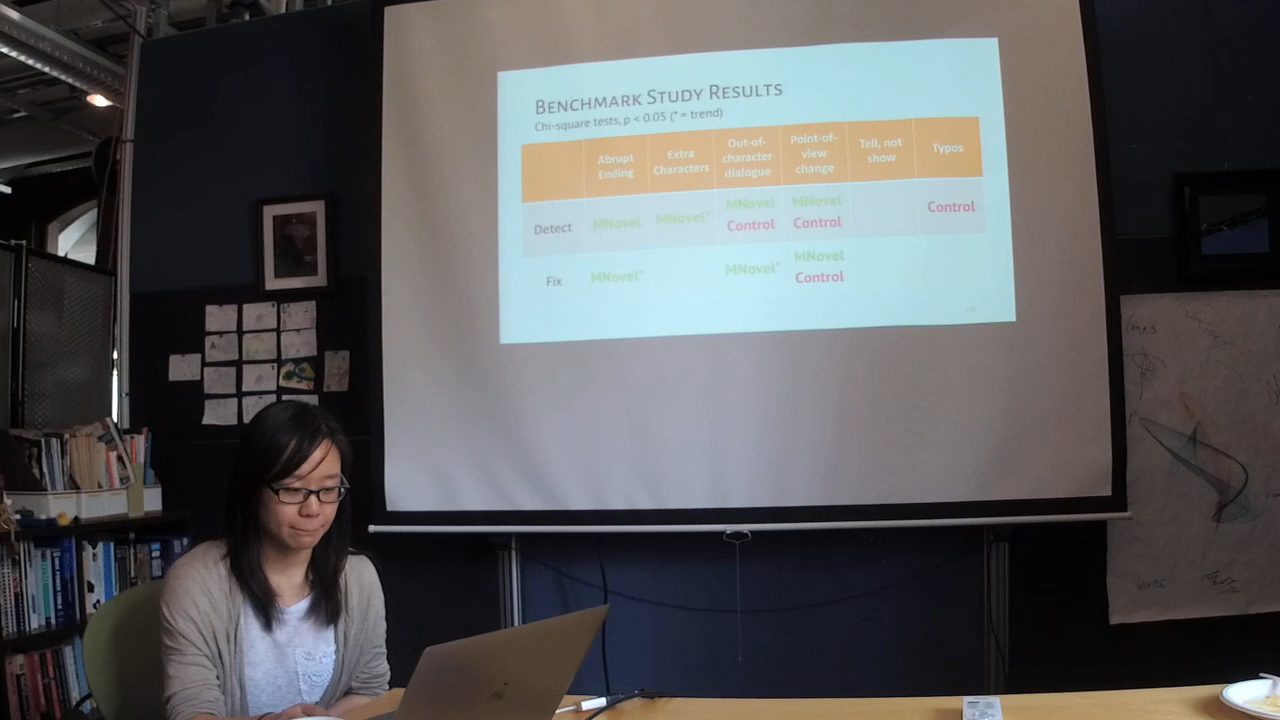 Benchmark Study Results
Chi-square tests, p < 0.05 (* = trend)
Abrupt Ending
Extra Characters
Out-of-character dialogue
Point-of-view change
Tell, not show
Typos
Detect
MNovel
MNovel*
MNovel
Control
MNovel
Control
Control
Fix
MNovel*
MNovel*
MNovel
Control